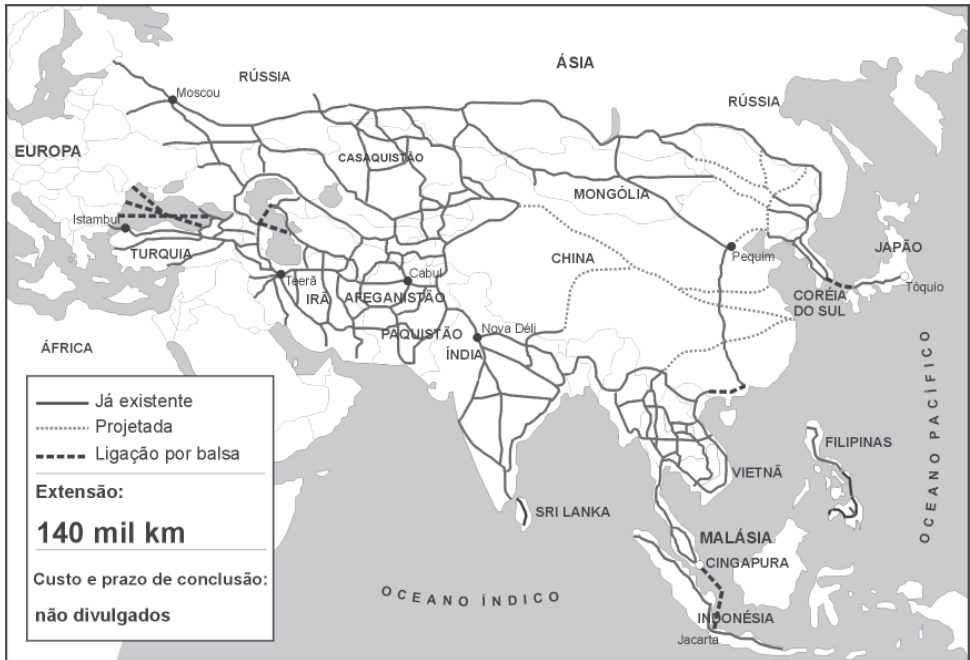 ÁSIA
RÚSSIA
Moscou
RÚSSIA
EUROPA
CASAQUISTÃO
MONGÓLIA
Istambul
TURQUIA
Pequim
CHINA
JAPÃO
Teerã
Cabul
Tóquio
IRÃ
AFEGANISTÃO
CORÉIA
DO SUL
PAQUISTÃO
Nova Déli
ÍNDIA
ÁFRICA
OCEANO PACÍFICO
Já existente
Projetada
Ligação por balsa
Extensão:
140 mil km
Custo e prazo de conclusão:
não divulgados
FILIPINAS
VIETNÃ
SRI LANKA
MALÁSIA
CINGAPURA
OCEANO ÍNDICO
INDONÉSIA
Jacarta